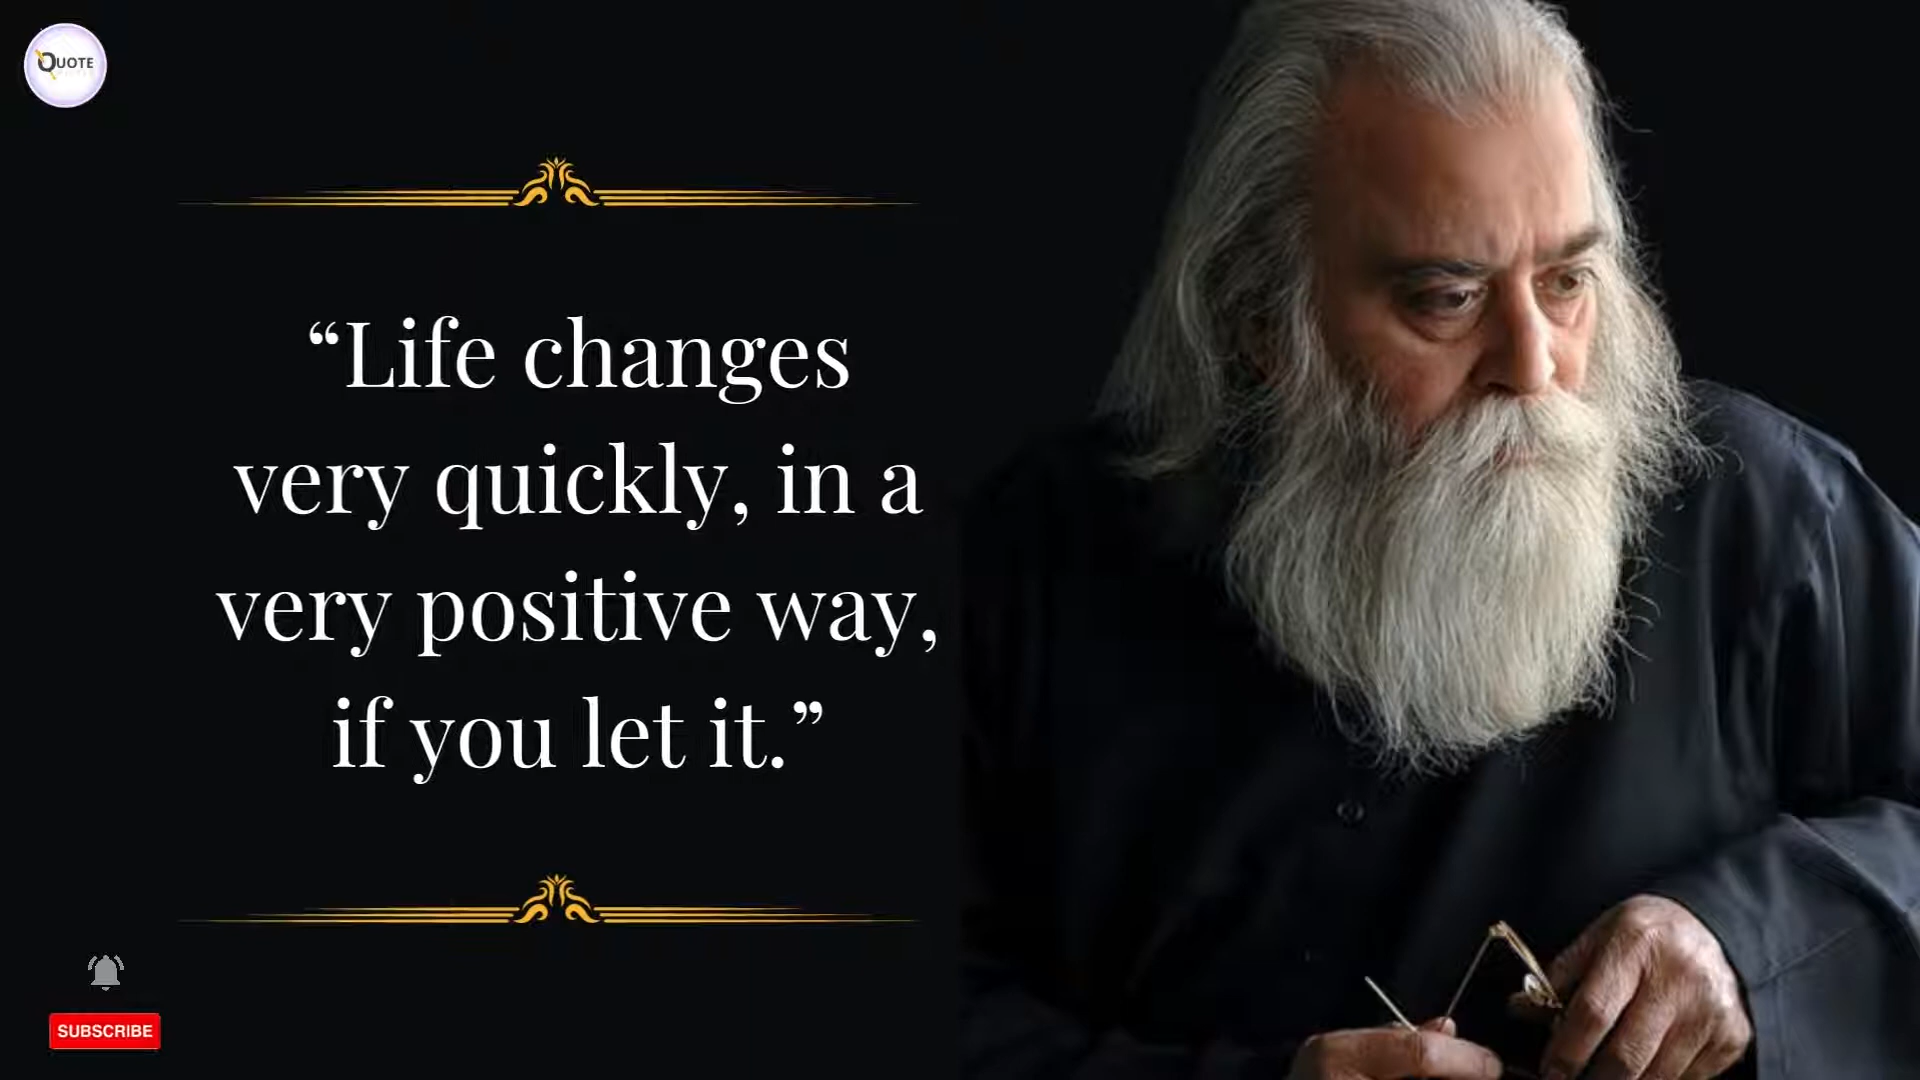 QUOTE
“Life changes
very quickly, in a
very positive way,
if you let it.”
SUBSCRIBE